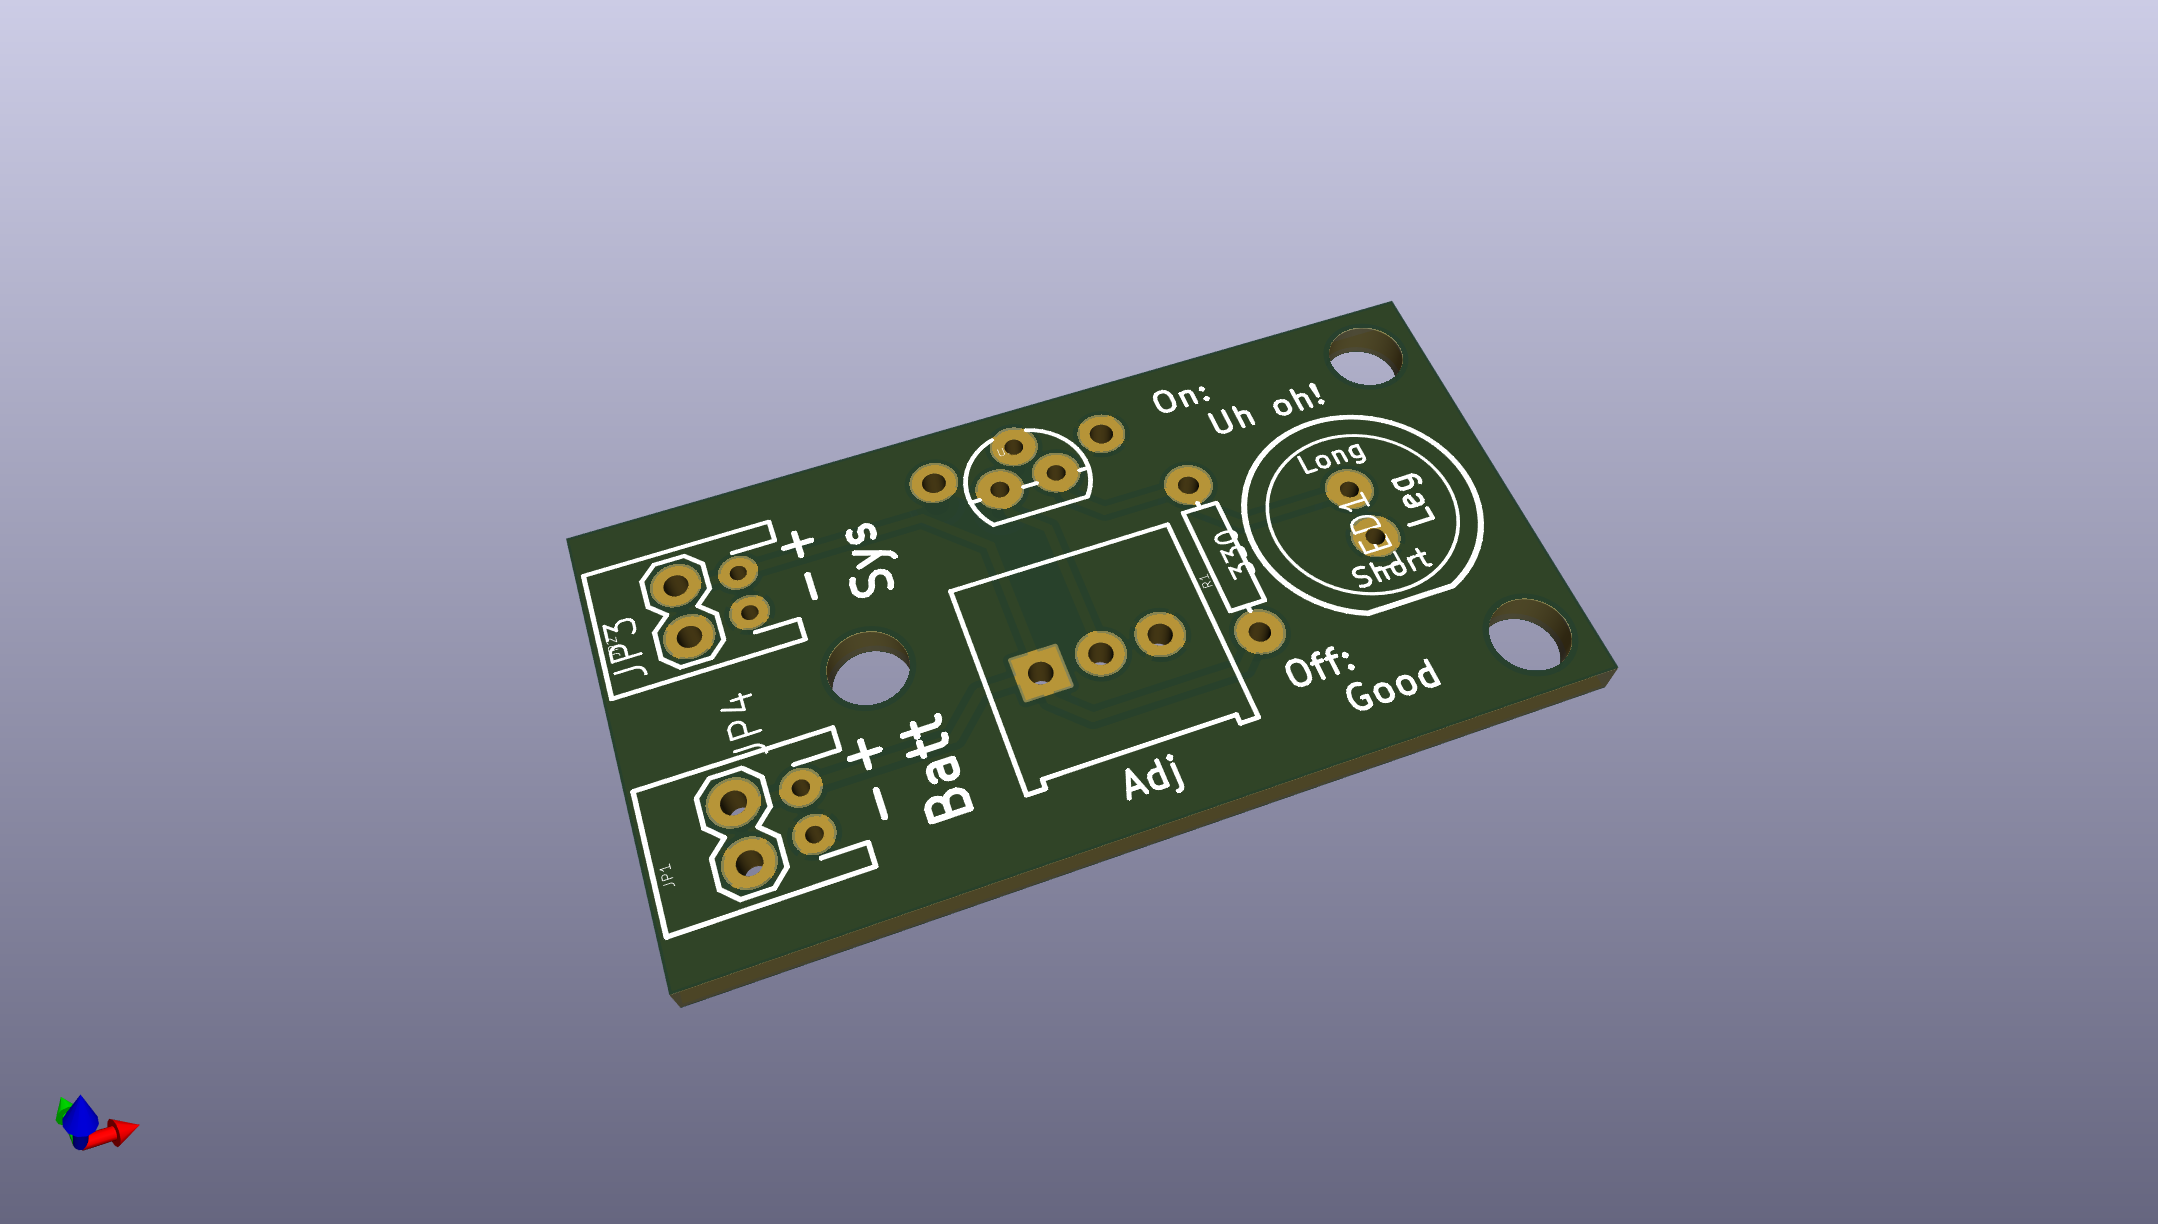 On:
Uh oh!
Long
Leg
LED1
Short
330
R1
U
+
-
Sys
JP3
JP4
+
-
Batt
JP1
Adj
Off:
Good